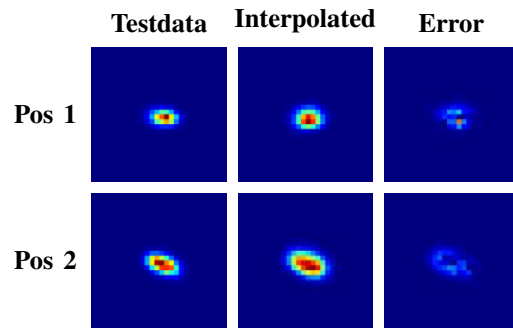 Testdata Interpolated Error
Pos 1
Pos 2